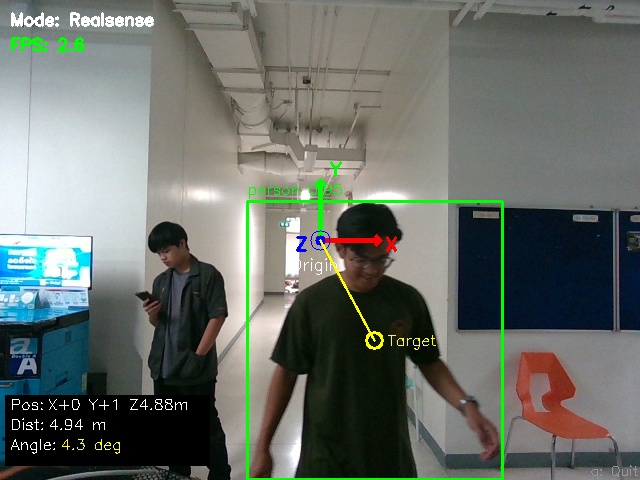 Mode: Realsense
FPS: 2.6
person
Y
Z
X
Origin
Target
Double A
A
Pos: X+0 Y+1 Z4.88m
Dist: 4.94 m
Angle: 4.3 deg
q: Quit